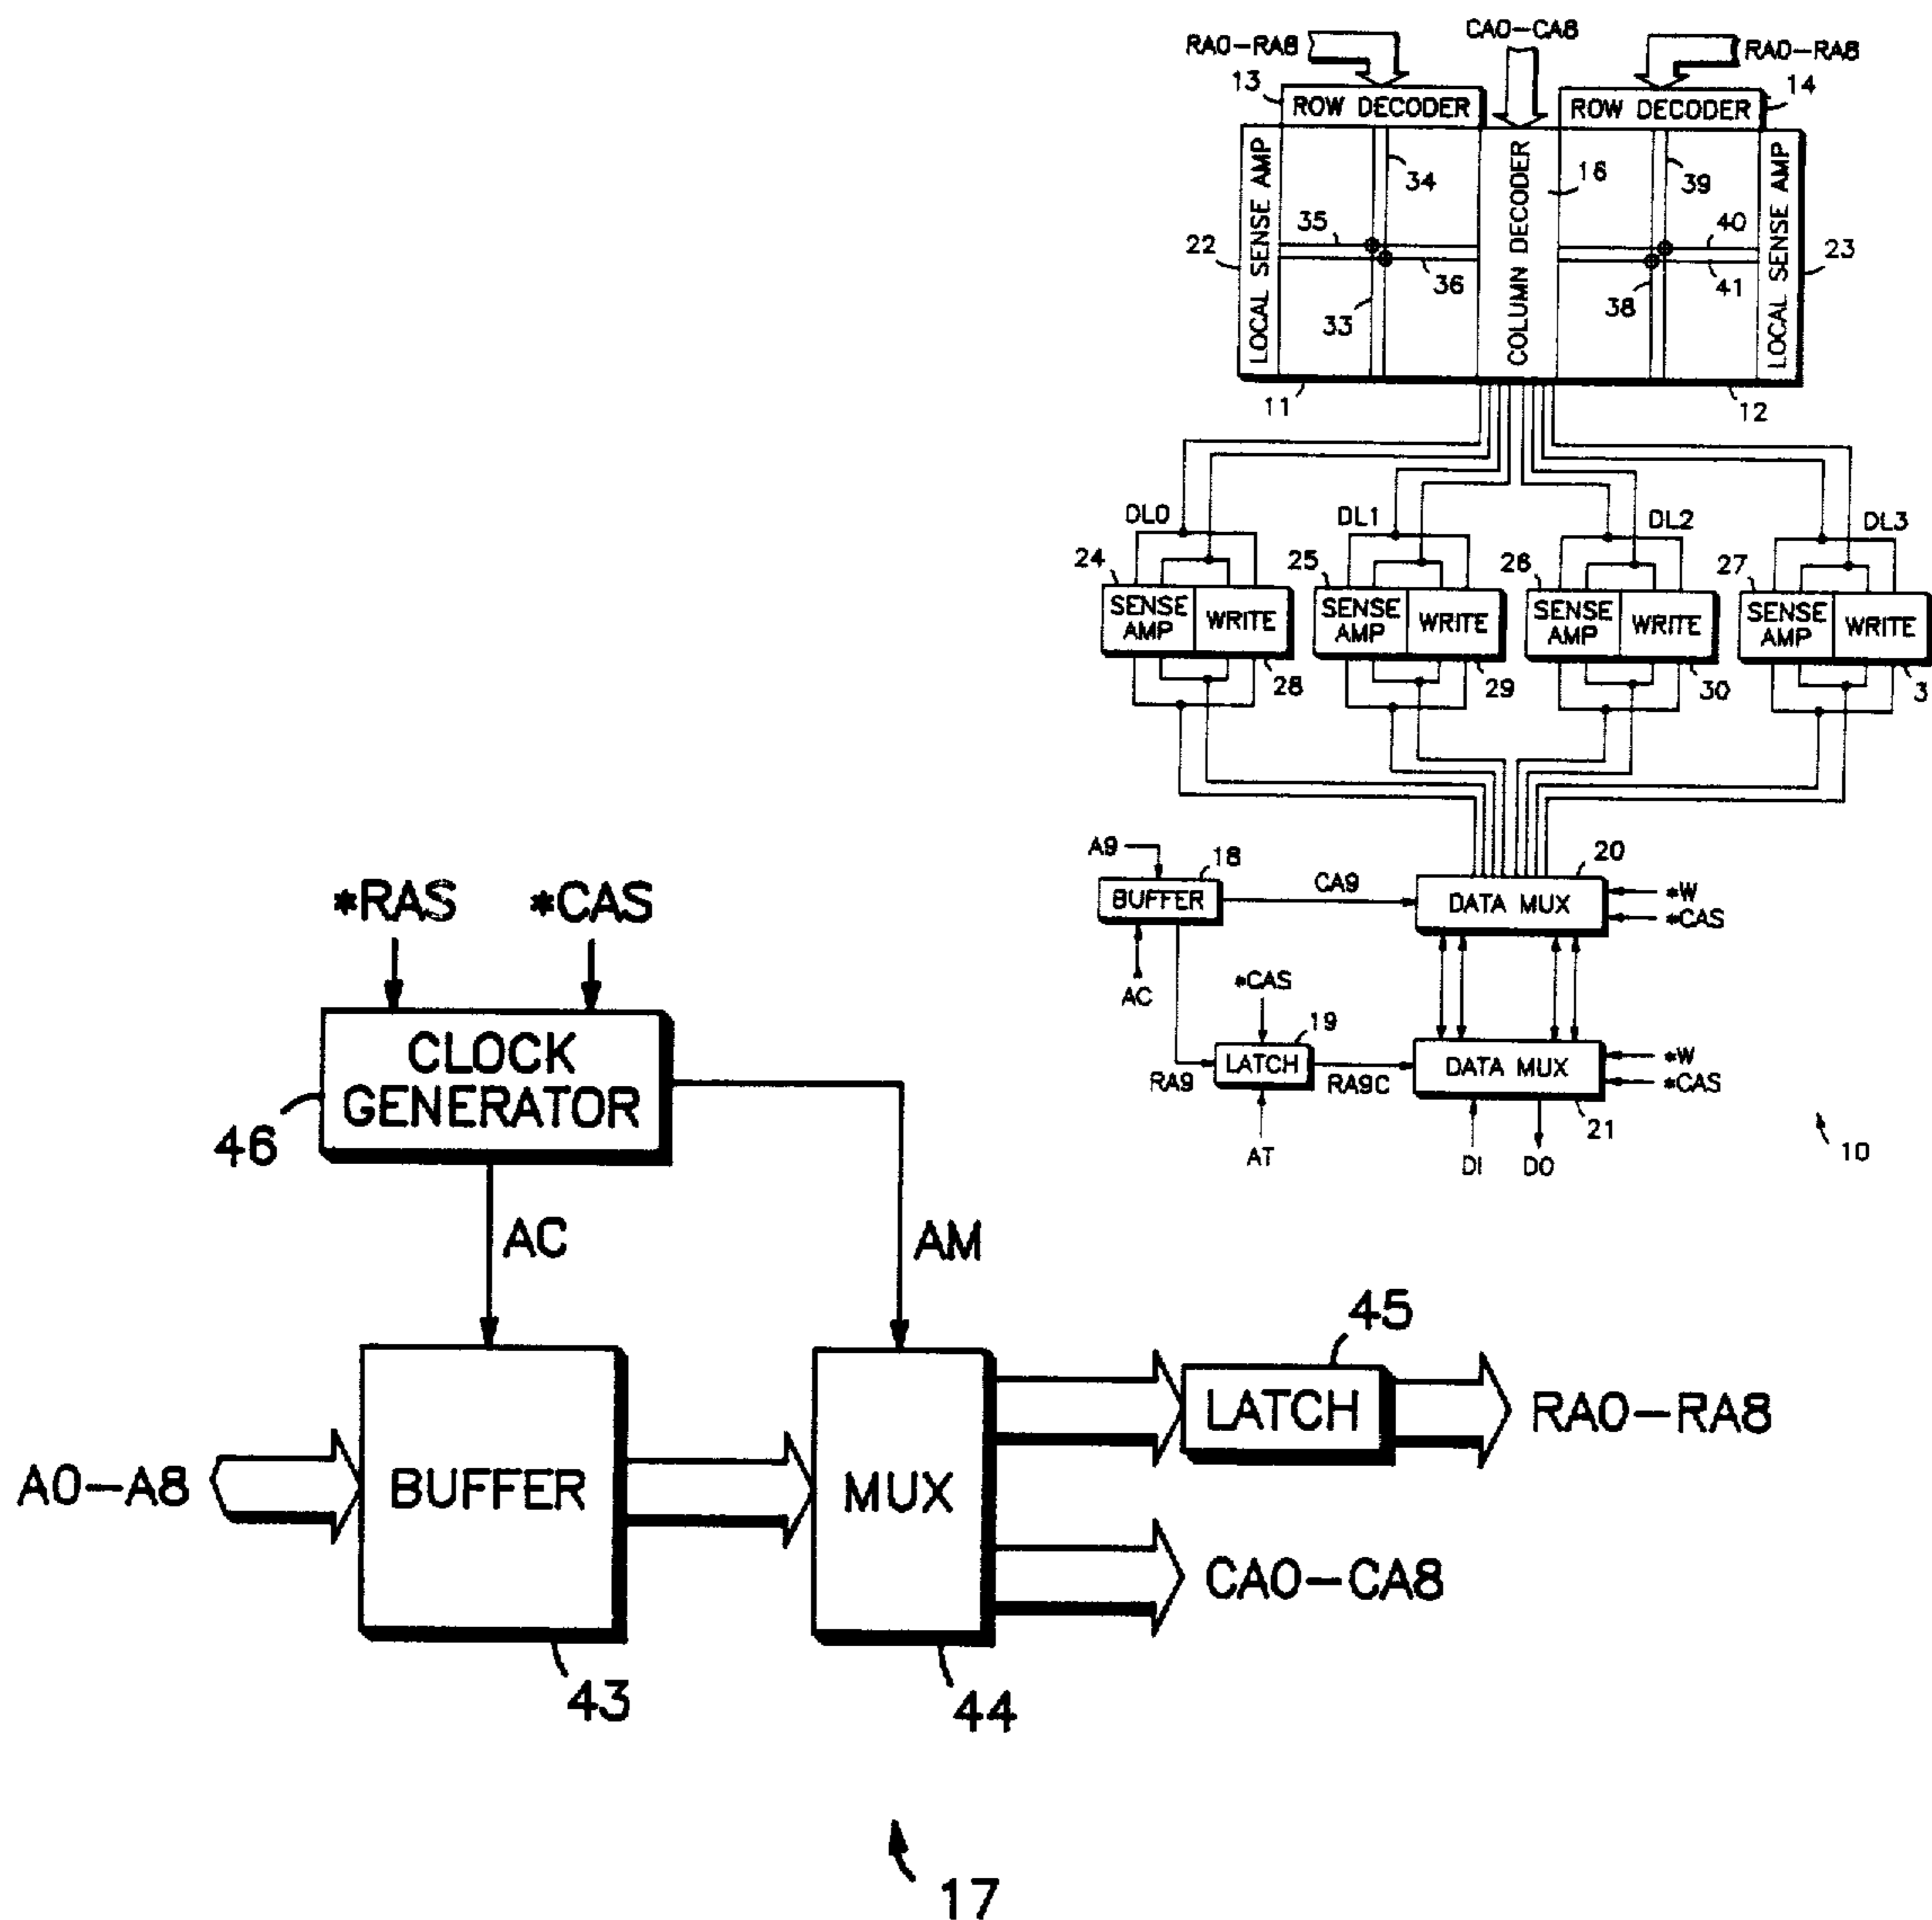 RA0-RA8
CA0-CA8
RA0-RA8
13
ROW DECODER
ROW DECODER
14
LOCAL SENSE AMP
COLUMN DECODER
LOCAL SENSE AMP
34
16
39
35
40
22
23
36
41
33
38
11
12
DL0
DL1
DL2
DL3
24
25
26
27
SENSE AMP
WRITE
SENSE AMP
WRITE
SENSE AMP
WRITE
SENSE AMP
WRITE
28
29
30
3
A9
18
20
BUFFER
CA9
DATA MUX
*W
*CAS
AC
*CAS
19
LATCH
RA9
RA9C
DATA MUX
*W
*CAS
AT
DI
DO
21
10
*RAS
*CAS
CLOCK
GENERATOR
46
AC
AM
45
A0-A8
BUFFER
MUX
LATCH
RA0-RA8
CA0-CA8
43
44
17